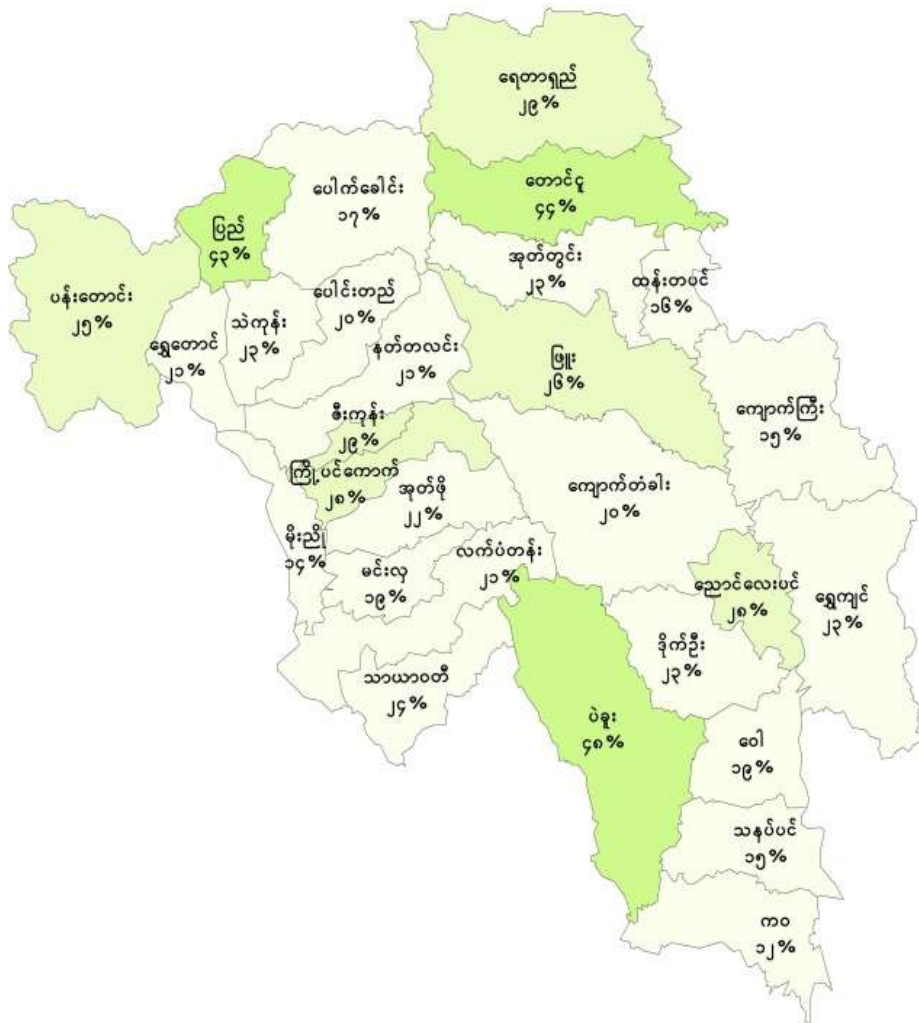 ရေတာရှည်
၂၉%
တောင်ငူ
၄၄%
ပေါက်ခေါင်း
၁၇%
ပြည်
၄၃%
အုတ်တွင်း
၂၃%
ထန်းတပင်
၁၆%
ပန်းတောင်း
၂၅%
ပေါင်းတည်
၂၀%
သဲကုန်း
၂၃%
ရွှေတောင်
၂၁%
နတ်တလင်း
၂၁%
ဖြူး
၂၆%
ကျောက်ကြီး
၁၅%
ဇီးကုန်း
၂၉%
ကြို့ပင်ကောက်
၂၈%
အုတ်ဖို
၂၂%
ကျောက်တံခါး
၂၀%
မိုးညို
၁၄%
မင်းလှ
၁၉%
လက်ပံတန်း
၂၁%
ညောင်လေးပင်
၂၈%
ရွှေကျင်
၂၃%
ဒိုက်ဦး
၂၃%
သာယာဝတီ
၂၄%
ပဲခူး
၄၈%
ဝေါ
၁၉%
သနပ်ပင်
၁၅%
ကဝ
၁၂%